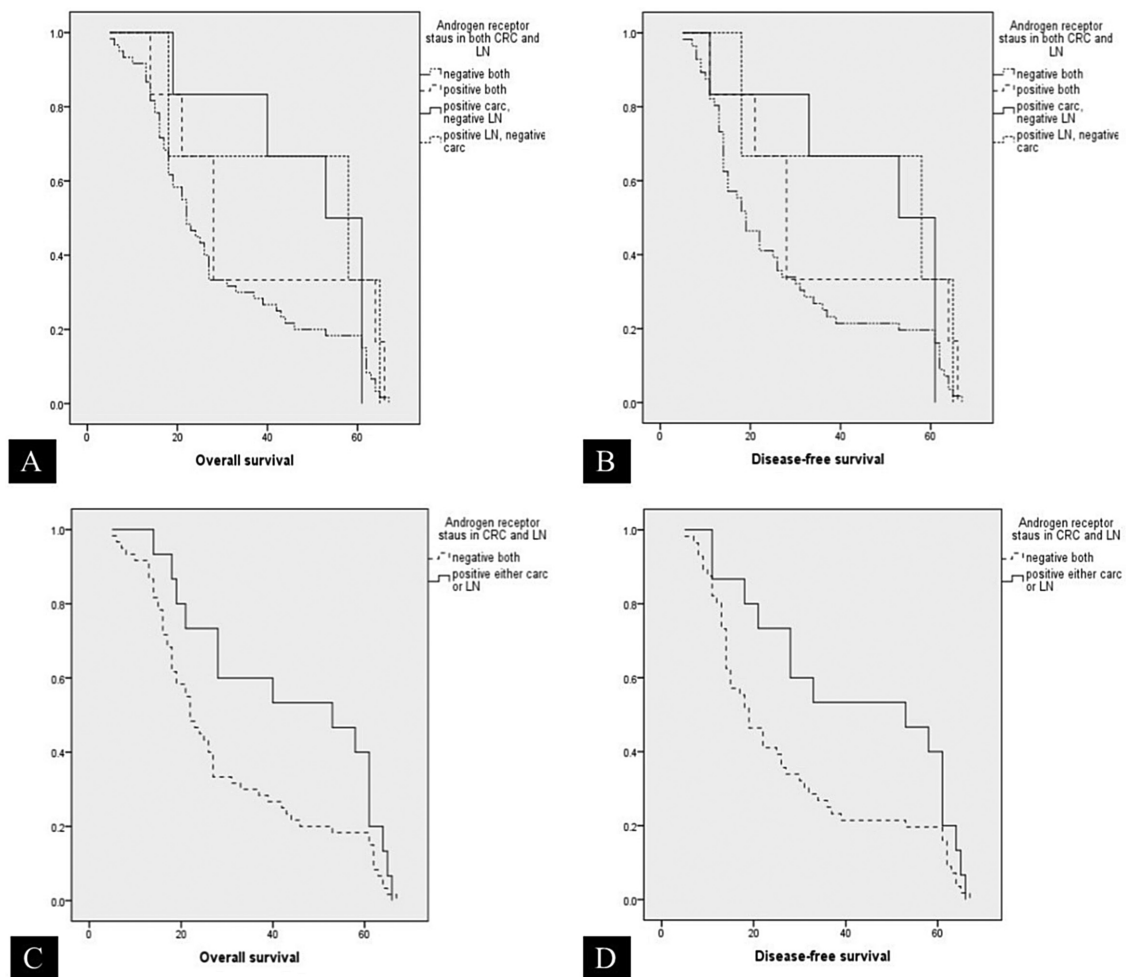 Androgen receptor
staus in both CRC and
LN
negative both
positive both
positive carc,
negative LN
positive LN, negative
carc
1.0
0.8
0.6
0.4
0.2
0.0
0 20 40 60
Overall survival
A
Androgen receptor
staus in both CRC and
LN
negative both
positive both
positive carc,
negative LN
positive LN, negative
carc
1.0
0.8
0.6
0.4
0.2
0.0
0 20 40 60
Disease-free survival
B
Androgen receptor
staus in CRC and LN
negative both
positive either carc
or LN
1.0
0.8
0.6
0.4
0.2
0.0
0 20 40 60
Overall survival
C
Androgen receptor
staus in CRC and LN
negative both
positive either carc
or LN
1.0
0.8
0.6
0.4
0.2
0.0
0 20 40 60
Disease-free survival
D